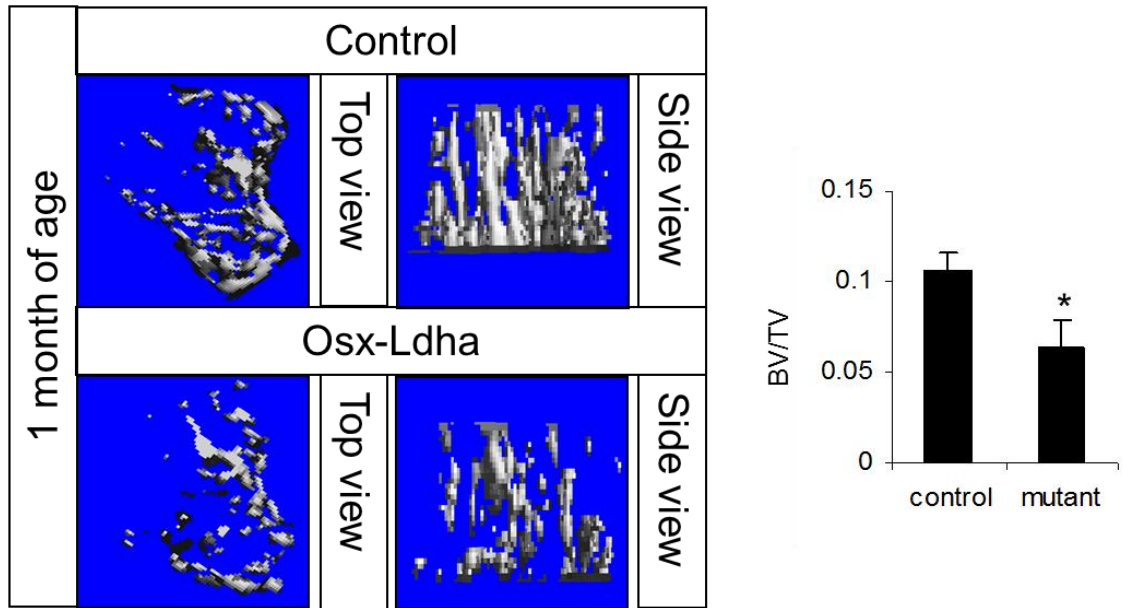 1 month of age
Control
Top view
Side view
Osx-Ldha
Top view
Side view
BV/TV
0.15
0.1
0.05
0
*
control
mutant